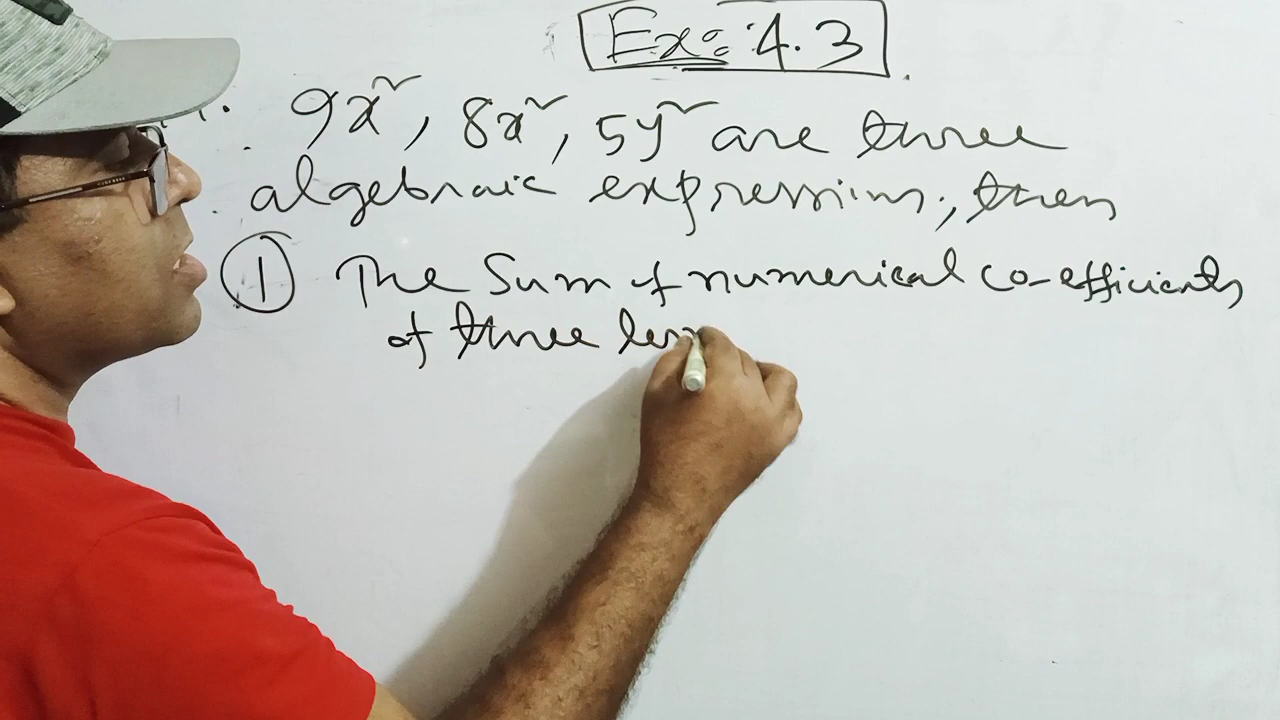 Ex: 4.3
9x², 8x², 5y² are three
algebraic expressions, then
① The Sum of numerical co-efficients
of three